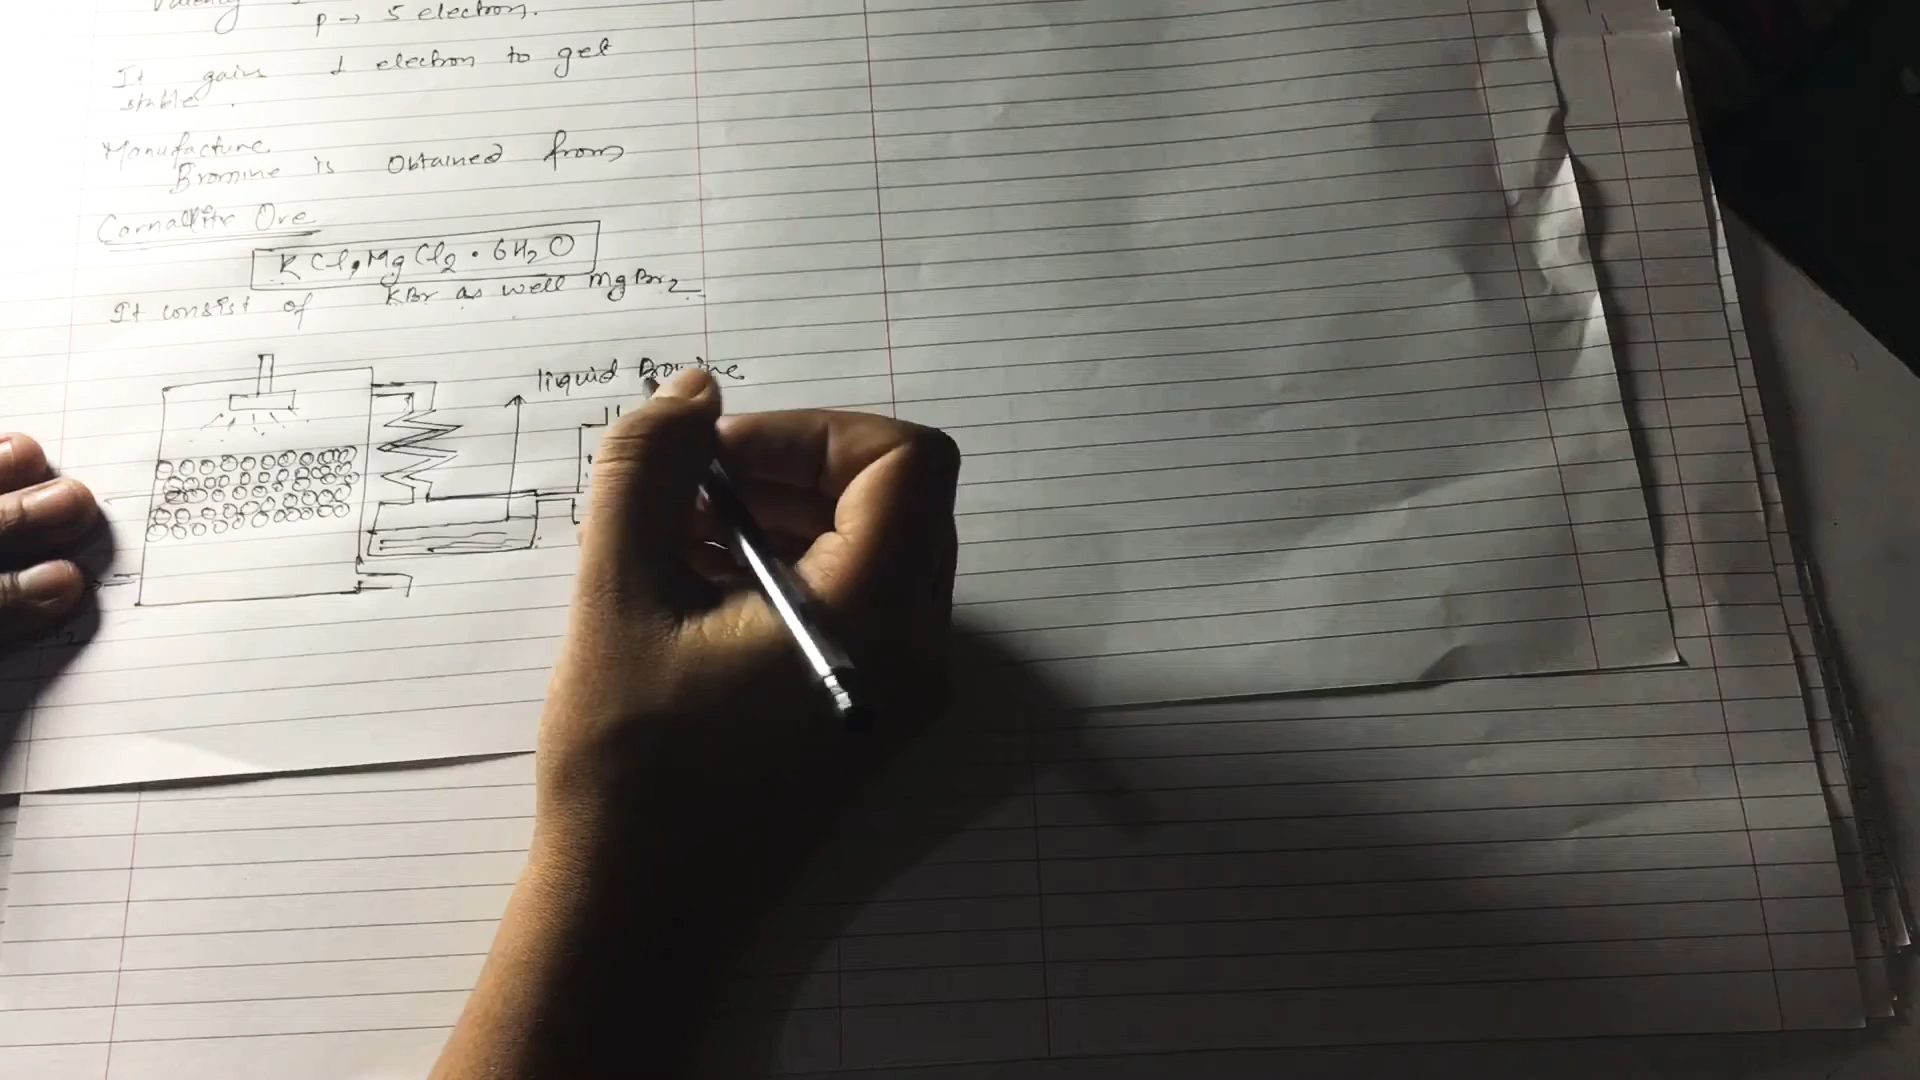 p → 5 electron.
It gains 1 electron to get
stable.
Manufacture
Bromine is Obtained from
Carnallite Ore
KCl, MgCl2 · 6H2O
It consist of KBr as well MgBr2
liquid Bromine